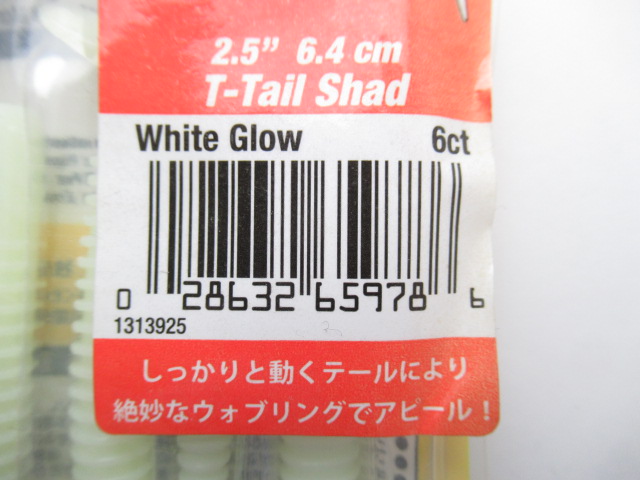 2.5” 6.4 cm
T-Tail Shad
White Glow 6ct
0 28632 65978 6
1313925
しっかりと動くテールにより
絶妙なウォブリングでアピール！